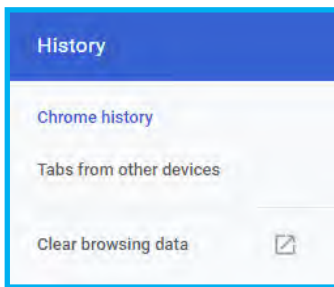 History
Chrome history
Tabs from other devices
Clear browsing data